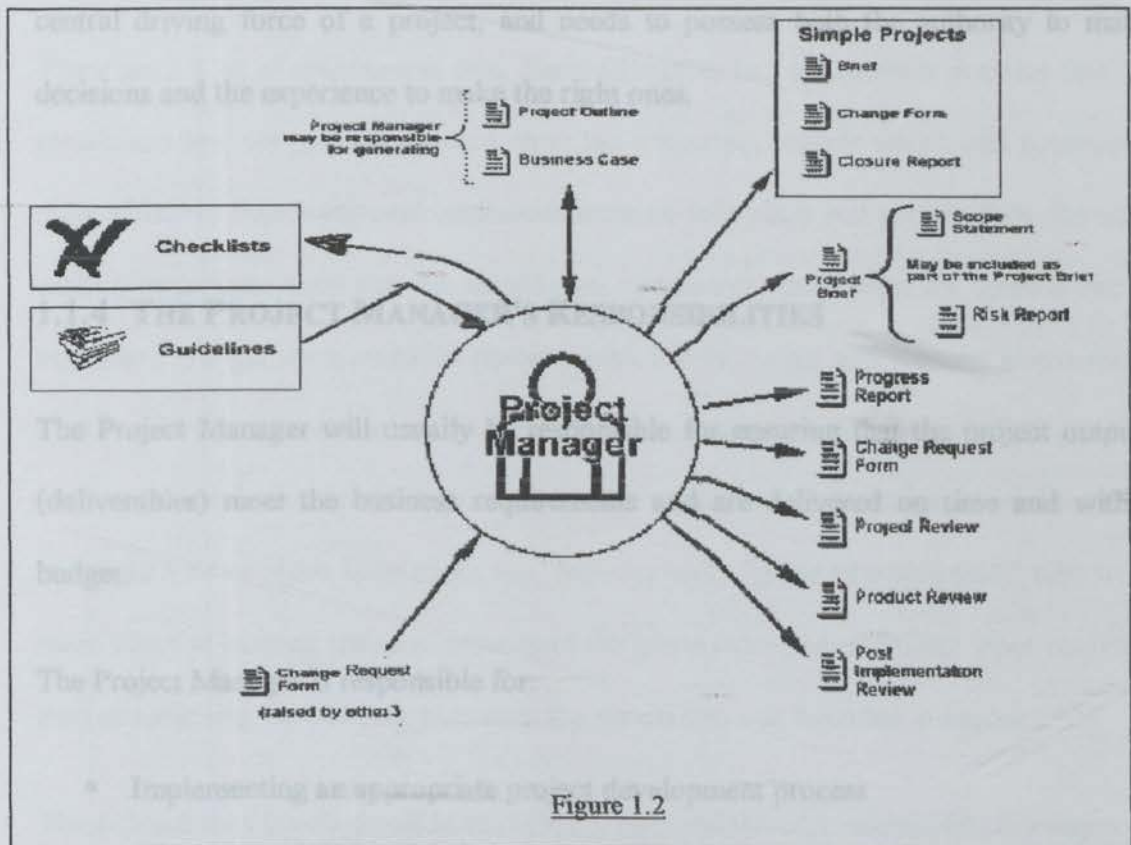 central driving force of a project, and needs to possess both the authority to
decisions and the experience to make the right ones.
Simple Projects
Brief
Change Form
Closure Report
Project Manager
may be responsible
for generating
Project Outline
Business Case
Checklists
Guidelines
Project
Brief
Scope
Statement
May be included as
part of the Project Brief
Risk Report
1.1.4 THE PROJECT MANAGER'S RESPONSIBILITIES
Project
Manager
Progress
Report
Change Request
Form
Project Review
Product Review
Post
Implementation
Review
The Project Manager will usually be responsible for ensuring that the project
(deliverables) meet the business requirements and are delivered on time and
budget.
Change Request
Form
(raised by others)
The Project Manager is responsible for:
• Implementing an appropriate project development process
Figure 1.2